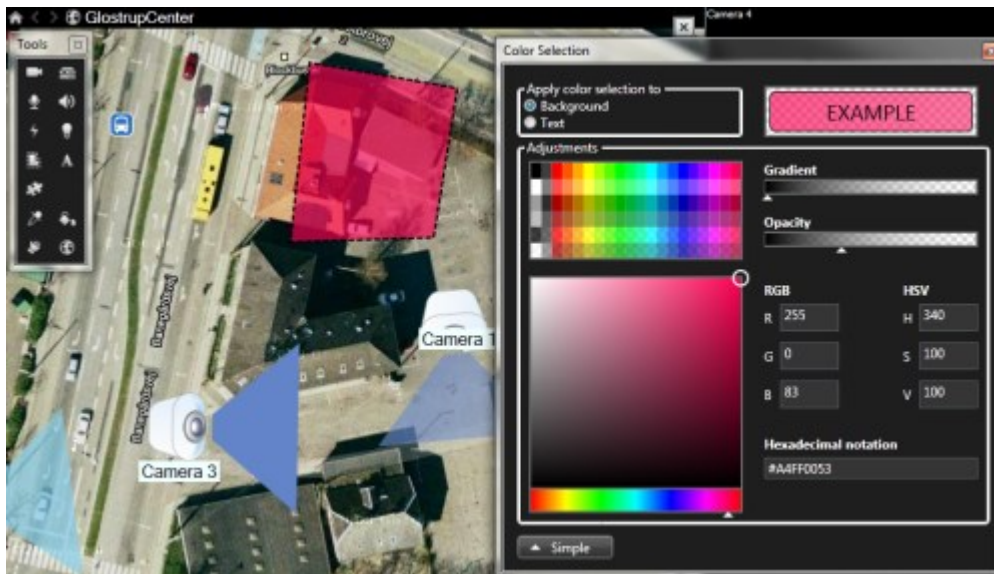 GlostrupCenter
Camera 4
Tools
A
Color Selection
Apply color selection to
Background
Text
EXAMPLE
Adjustments
Gradient
Opacity
RGB
HSV
R 255
H 340
G 0
S 100
B 83
V 100
Hexadecimal notation
#A4FF0053
Simple
Camera 1
Camera 3